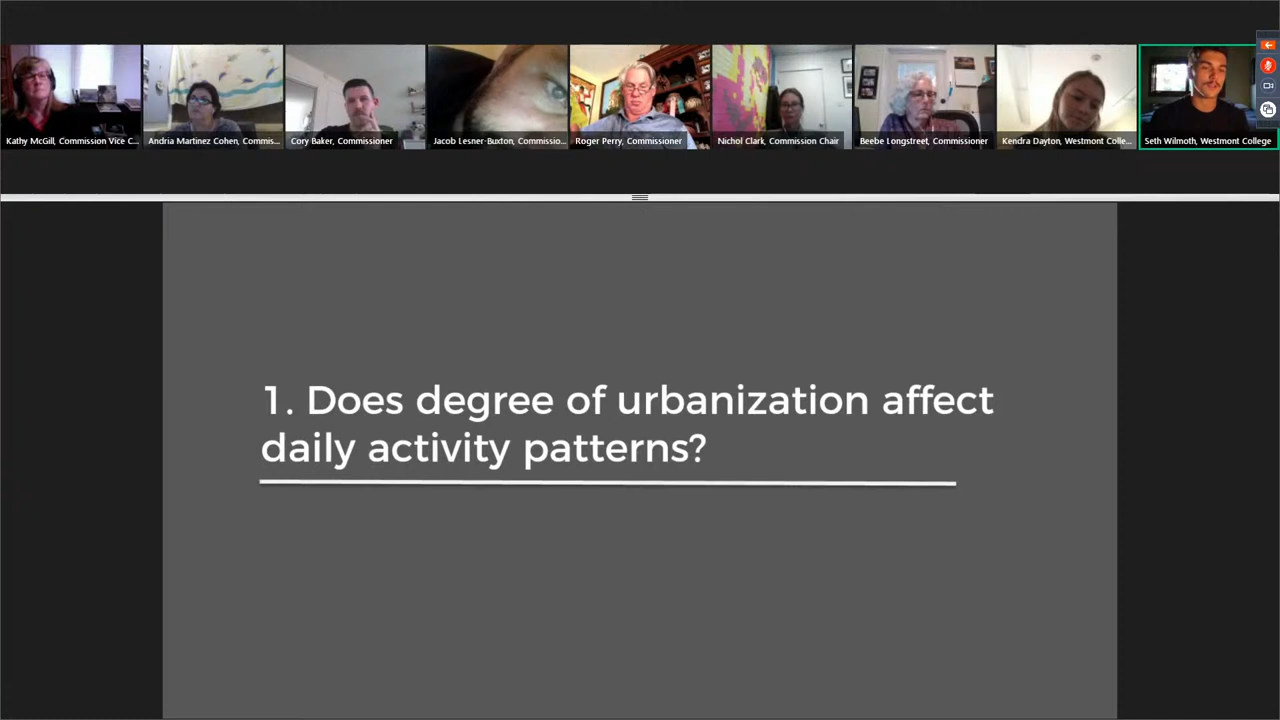 Kathy McGill, Commission Vice C...
Andria Martinez Cohen, Commis...
Cory Baker, Commissioner
Jacob Lesner-Buxton, Commissio...
Roger Perry, Commissioner
Nichol Clark, Commission Chair
Beebe Longstreet, Commissioner
Kendra Dayton, Westmont Colle...
Seth Wilmoth, Westmont College
1. Does degree of urbanization affect
daily activity patterns?